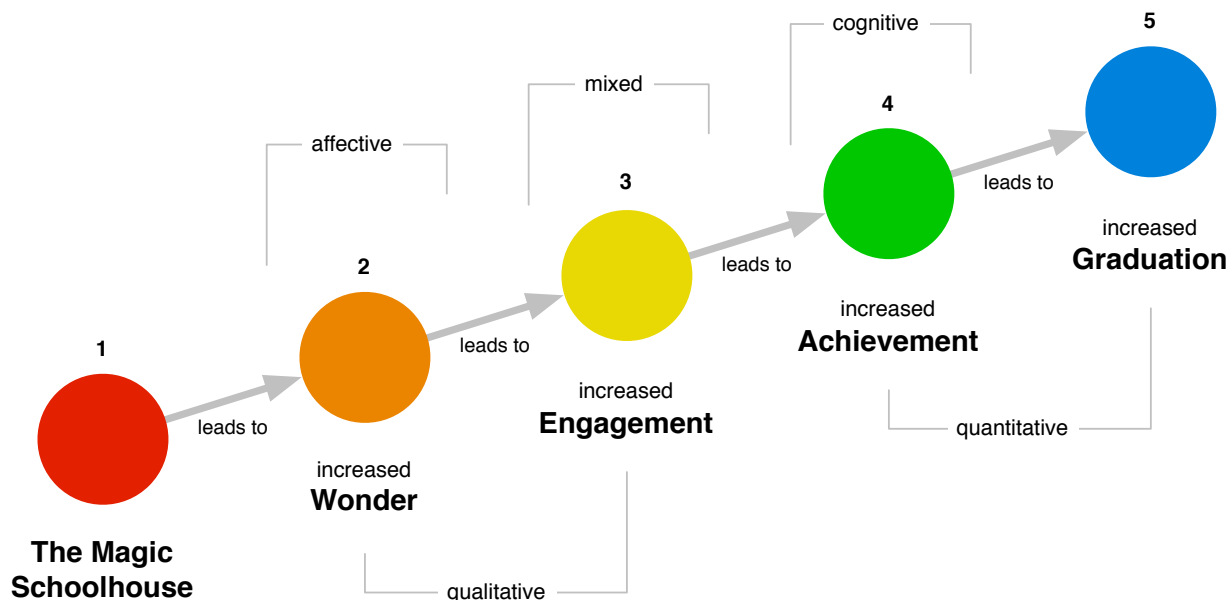 1
The Magic
Schoolhouse
leads to
affective
2
increased
Wonder
leads to
mixed
3
increased
Engagement
qualitative
leads to
cognitive
4
increased
Achievement
leads to
5
increased
Graduation
quantitative